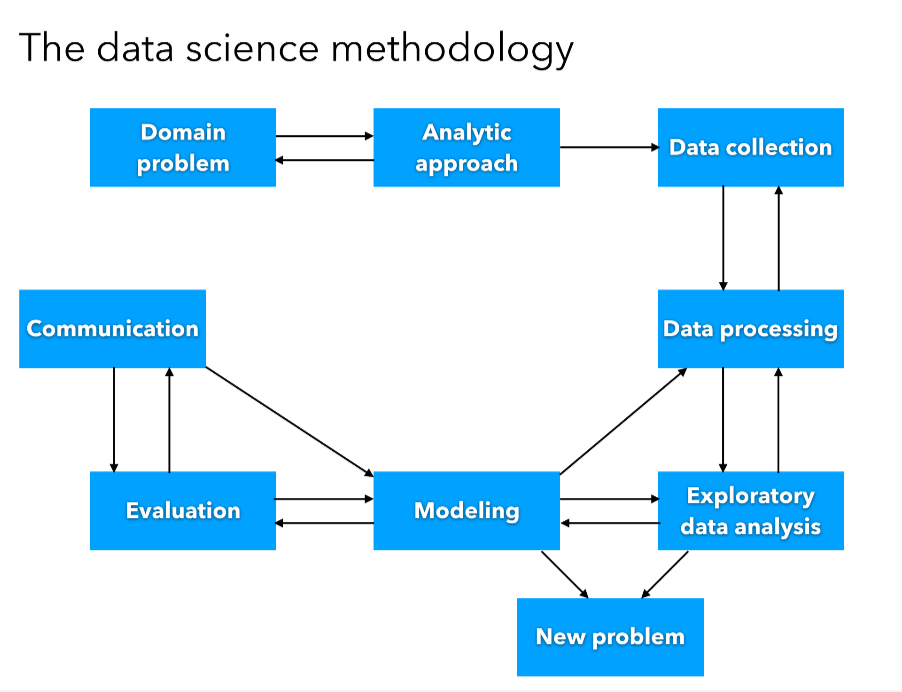 The data science methodology
Domain
problem
Analytic
approach
Data collection
Communication
Data processing
Evaluation
Modeling
Exploratory
data analysis
New problem